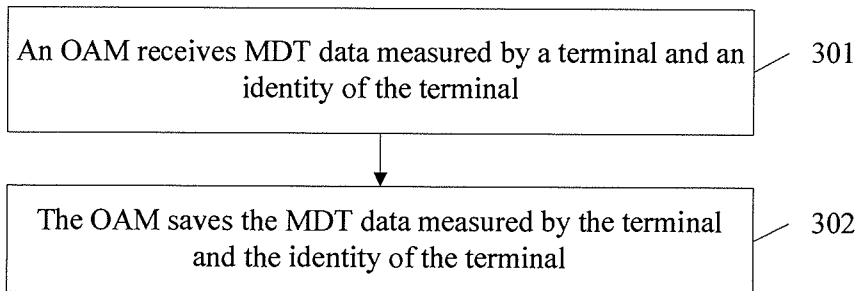 An OAM receives MDT data measured by a terminal and an
identity of the terminal
301
The OAM saves the MDT data measured by the terminal
and the identity of the terminal
302